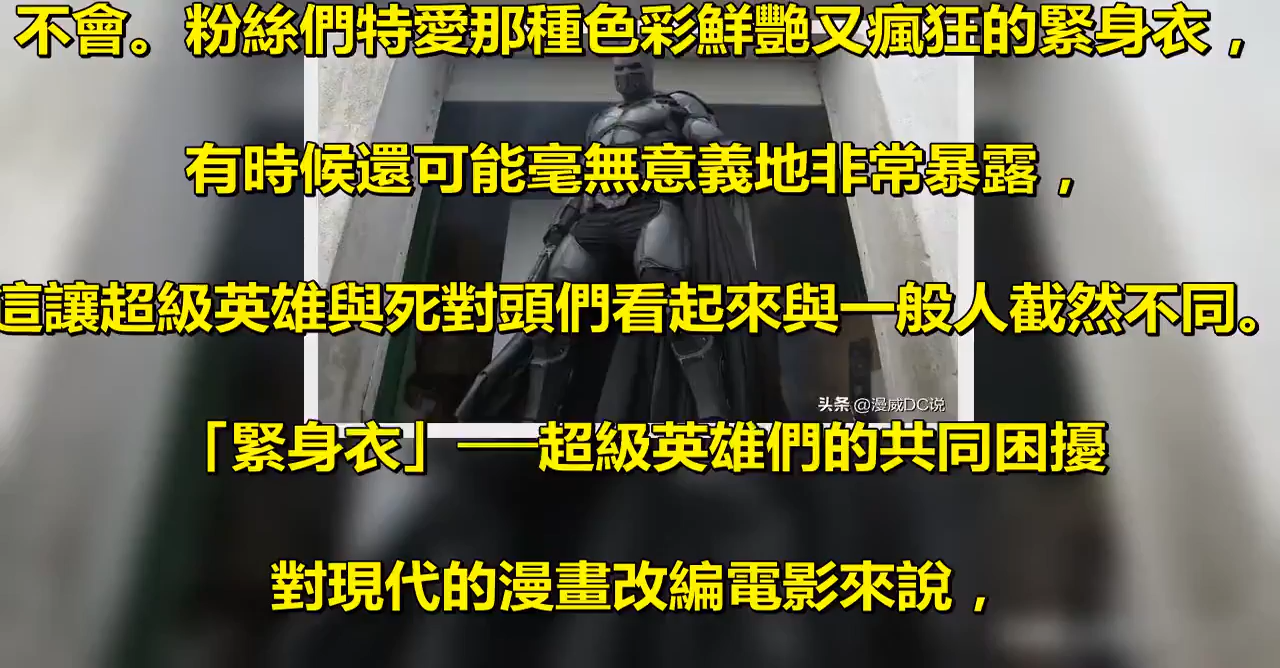 不會。粉絲們特愛那種色彩鮮艷又瘋狂的緊身衣，
有時候還可能毫無意義地非常暴露，
這讓超級英雄與死對頭們看起來與一般人截然不同。
头条 @漫威DC说
「緊身衣」──超級英雄們的共同困擾
對現代的漫畫改編電影來說，